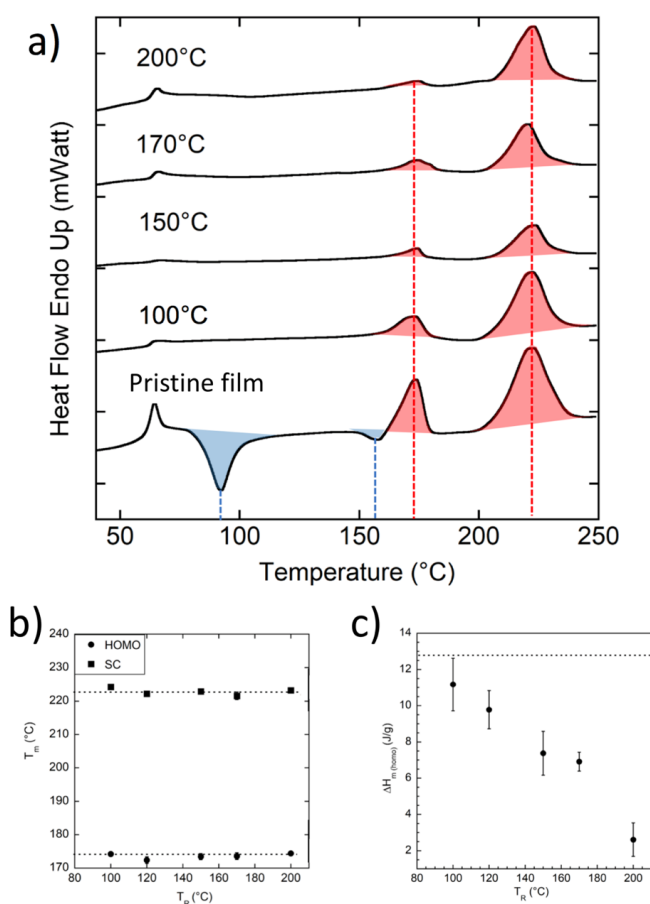 a)
Heat Flow Endo Up (mWatt)
200°C
170°C
150°C
100°C
Pristine film
50
100
150
200
250
Temperature (°C)
b)
240
230
220
210
200
190
180
170
HOMO
SC
T_m (°C)
80
100
120
140
160
180
200
T_R (°C)
c)
14
12
10
8
6
4
2
0
ΔH_m (homo) (J/g)
80
100
120
140
160
180
200
T_R (°C)